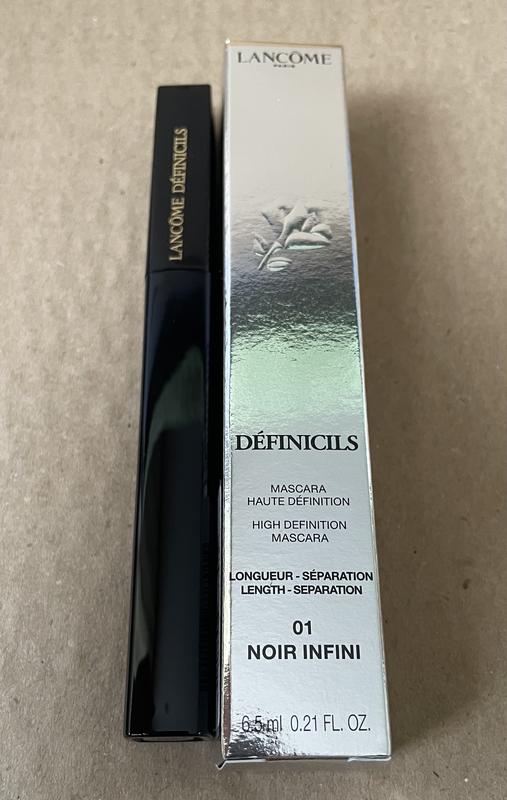 LANCÔME DÉFINICILS
LANCÔME
PARIS
DÉFINICILS
MASCARA
HAUTE DÉFINITION
HIGH DEFINITION
MASCARA
LONGUEUR - SÉPARATION
LENGTH - SEPARATION
01
NOIR INFINI
6.5 ml 0.21 FL. OZ.